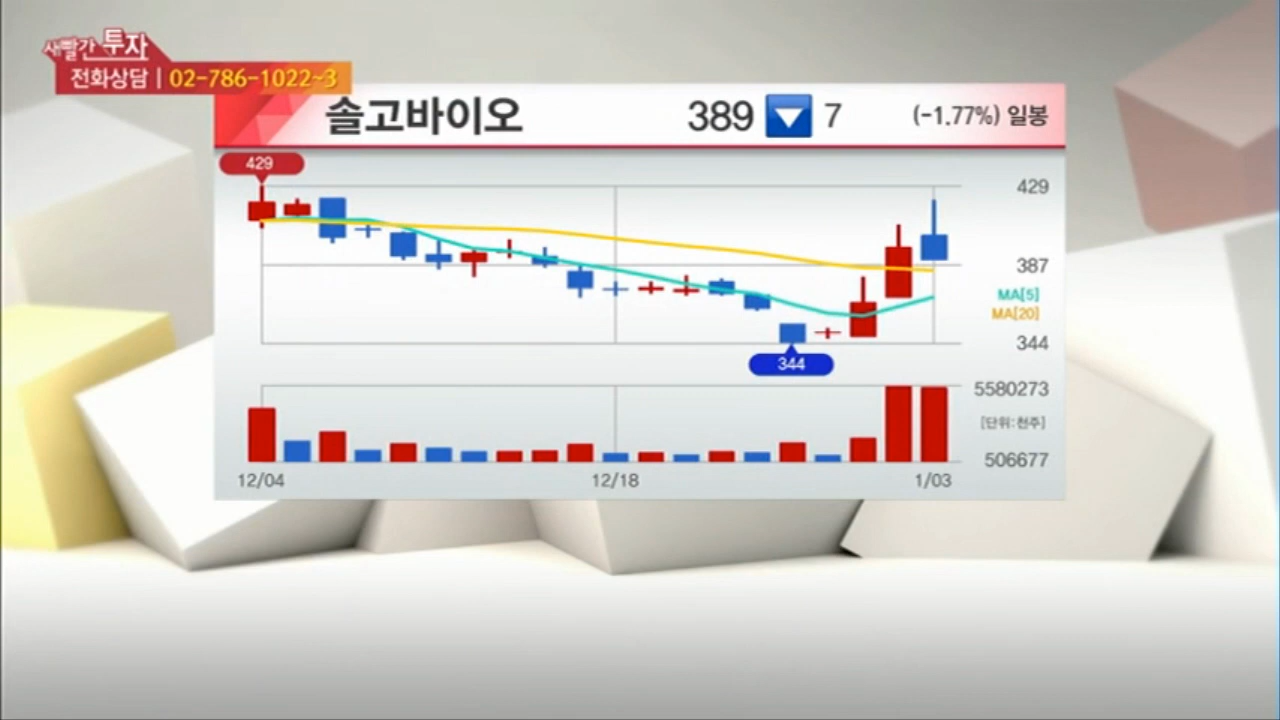 새빨간 투자
전화상담 | 02-786-1022~3
솔고바이오 389 ▼ 7 (-1.77%) 일봉
429
429
387
MA[5]
MA[20]
344
344
5580273
[단위:천주]
506677
12/04 12/18 1/03